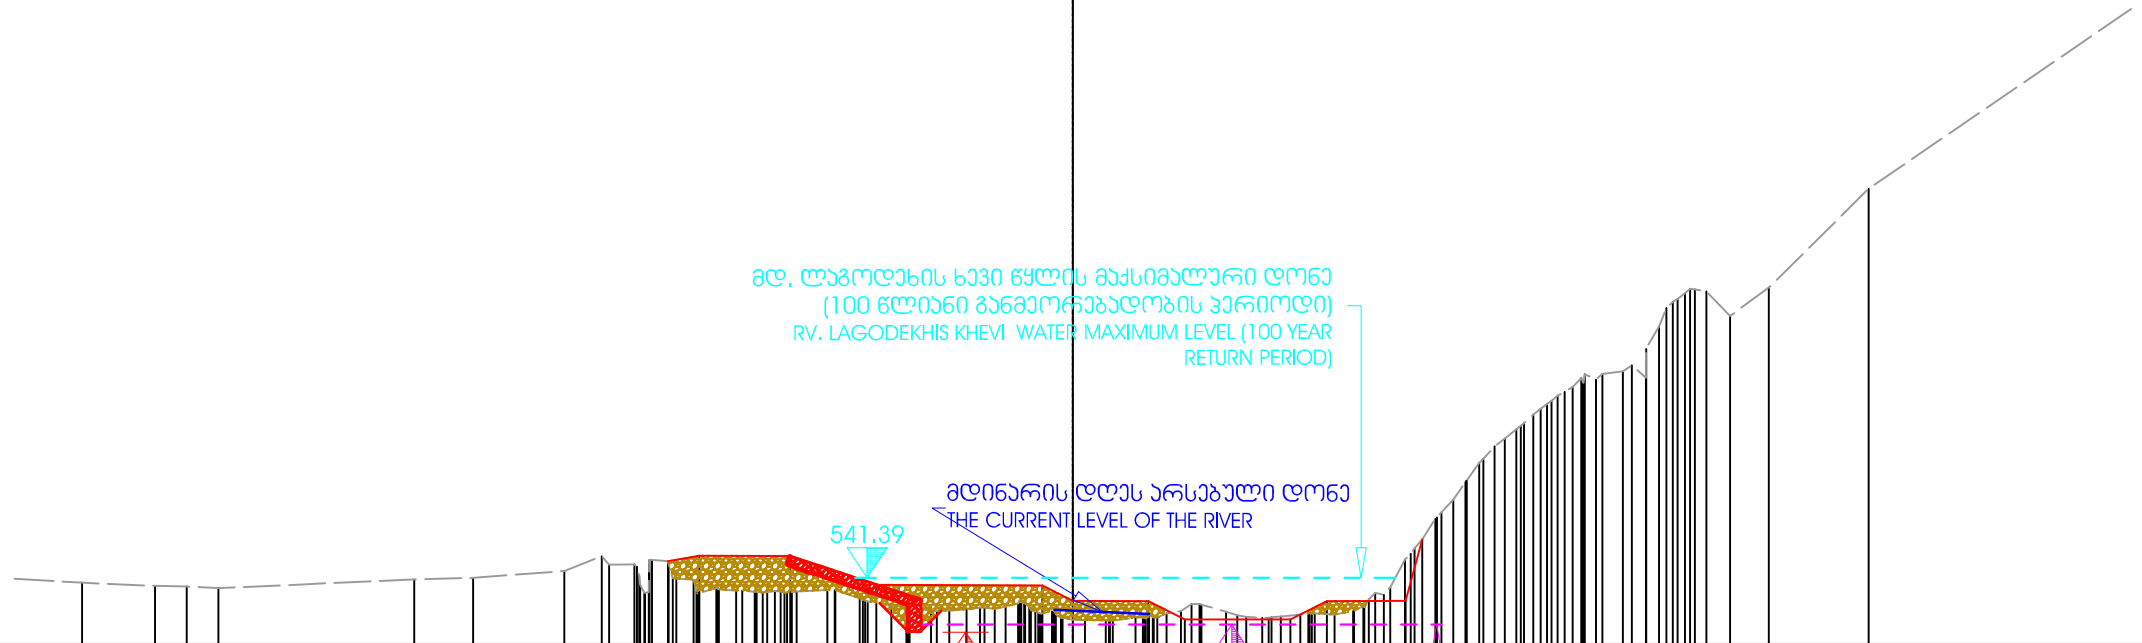 მდ. ლაგოდეხის ხევი წყლის მაქსიმალური დონე
(100 წლიანი განმეორებადობის პერიოდი)
RV. LAGODEKHIS KHEVI WATER MAXIMUM LEVEL (100 YEAR
RETURN PERIOD)
მდინარის დღეს არსებული დონე
THE CURRENT LEVEL OF THE RIVER
541.39